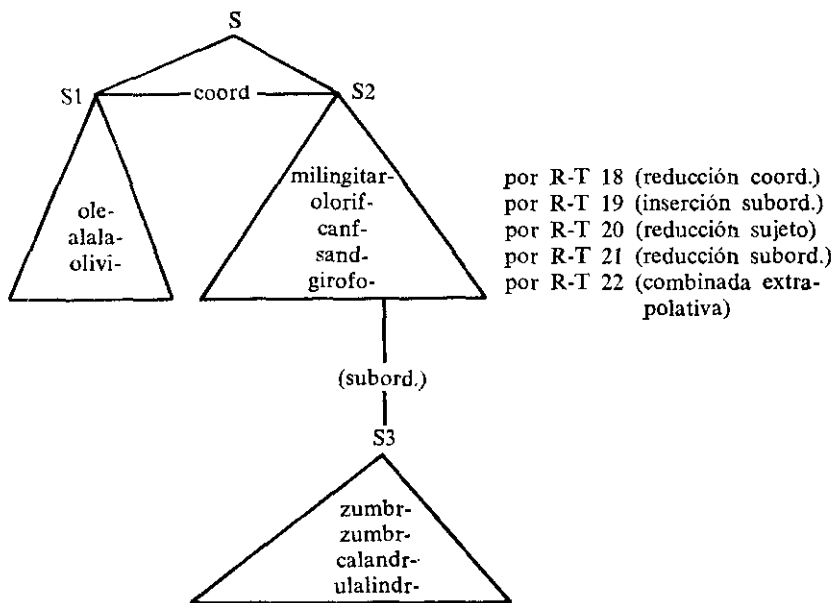 S
S1 coord S2
ole-
alala-
olivi-
milingitar-
olorif-
canf-
sand-
girofo-
por R-T 18 (reducción coord.)
por R-T 19 (inserción subord.)
por R-T 20 (reducción sujeto)
por R-T 21 (reducción subord.)
por R-T 22 (combinada extra-
polativa)
(subord.)
S3
zumbr-
zumbr-
calandr-
ulalindr-